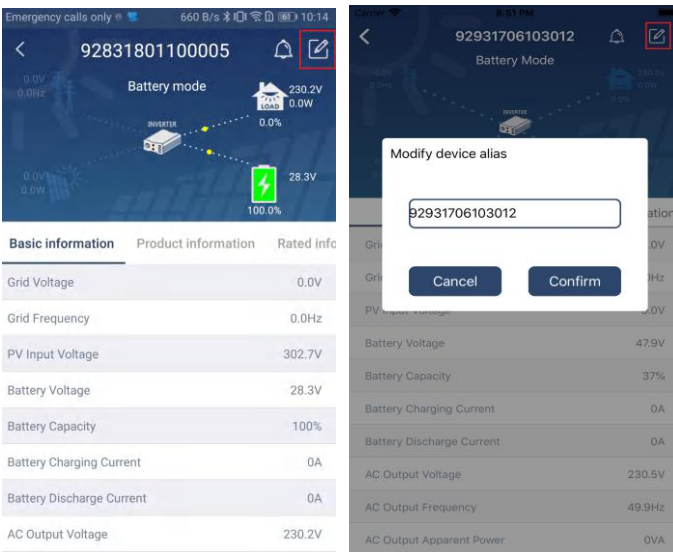 Emergency calls only
660 B/s
10:14
92831801100005
0.0V
0.0Hz
Battery mode
230.2V
LOAD
0.0W
INVERTER
0.0%
0.0V
0.0W
28.3V
100.0%
Basic information
Product information
Rated info
Grid Voltage 0.0V
Grid Frequency 0.0Hz
PV Input Voltage 302.7V
Battery Voltage 28.3V
Battery Capacity 100%
Battery Charging Current 0A
Battery Discharge Current 0A
AC Output Voltage 230.2V
Carrier
8:51 PM
92931706103012
Battery Mode
INVERTER
Modify device alias
92931706103012
Cancel
Confirm
Battery Voltage 47.9V
Battery Capacity 37%
Battery Charging Current 0A
Battery Discharge Current 0A
AC Output Voltage 230.5V
AC Output Frequency 49.9Hz
AC Output Apparent Power 0VA